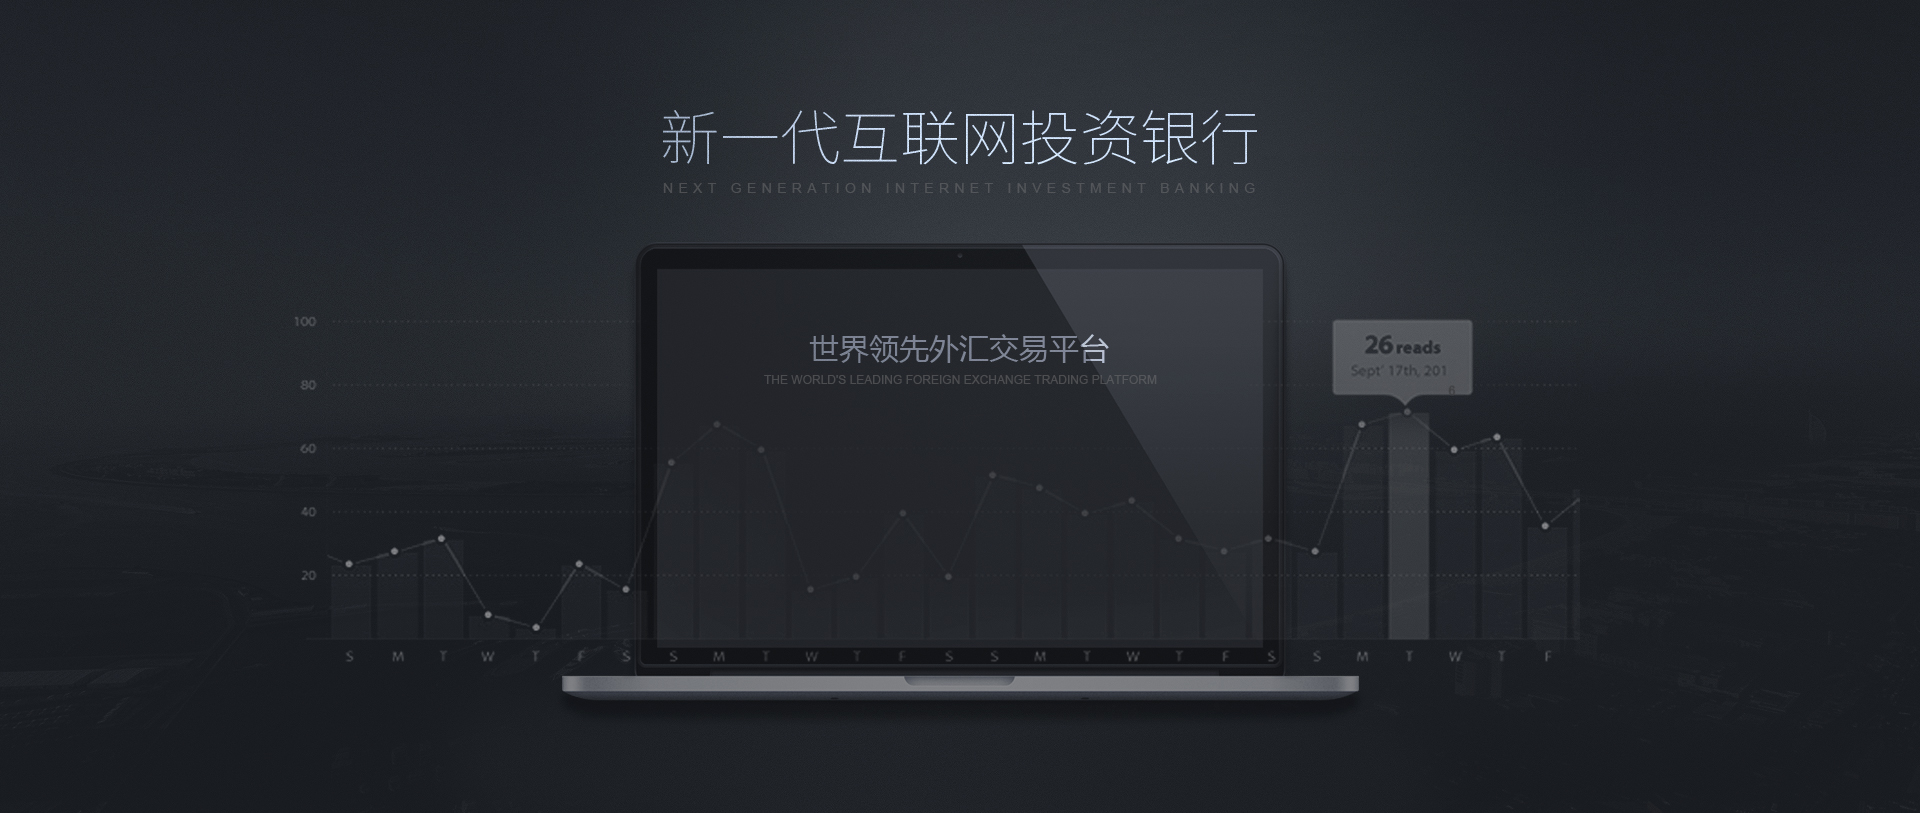 新一代互联网投资银行
NEXT GENERATION INTERNET INVESTMENT BANKING
世界领先外汇交易平台
THE WORLD'S LEADING FOREIGN EXCHANGE TRADING PLATFORM
26 reads
Sept' 17th, 201
6
100
80
60
40
20
S M T W T F S S M T W T F S S M T W T F S S M T W T F